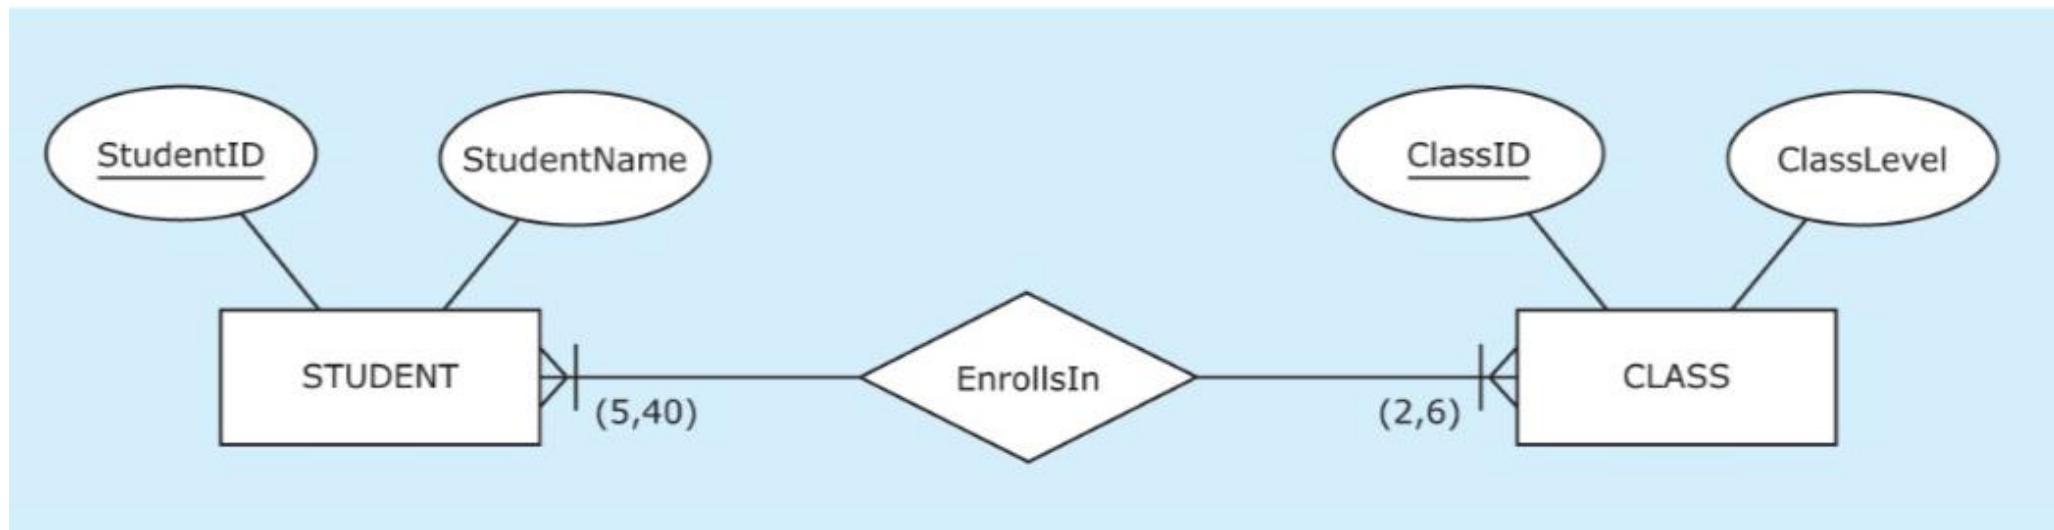 StudentID
StudentName
ClassID
ClassLevel
STUDENT
(5,40)
EnrollsIn
(2,6)
CLASS